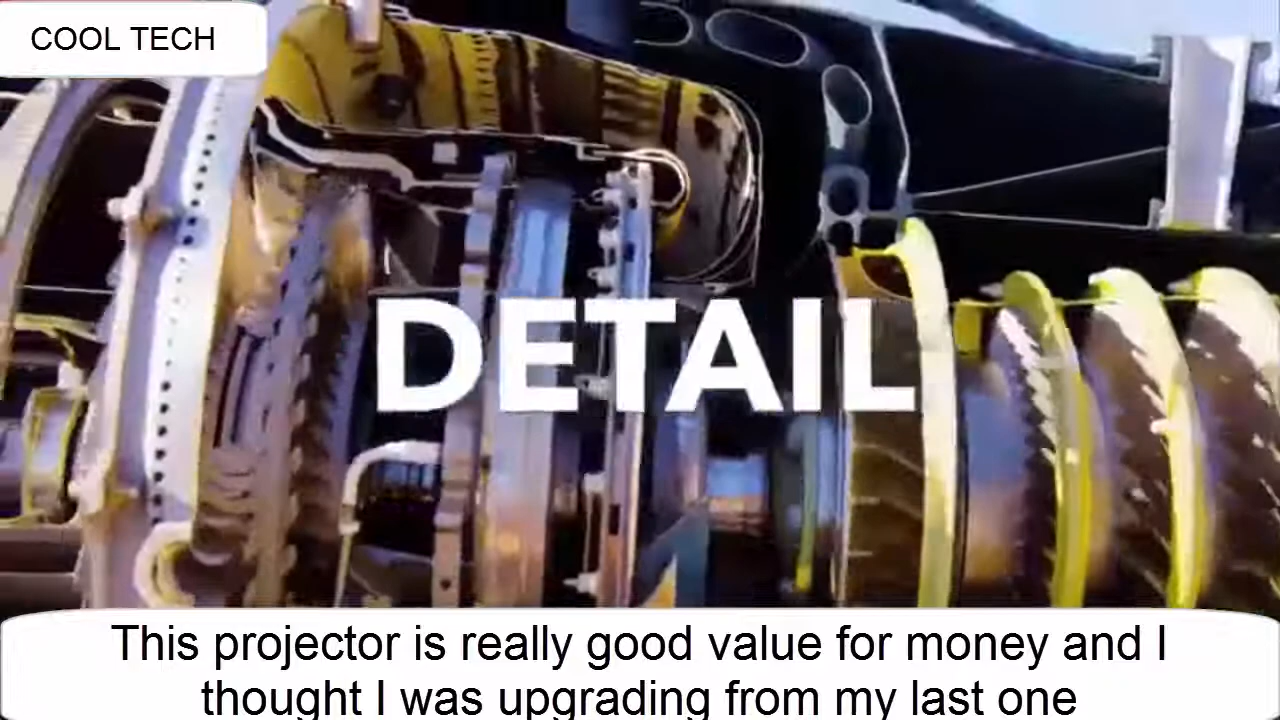 COOL TECH
DETAIL
This projector is really good value for money and I
thought I was upgrading from my last one